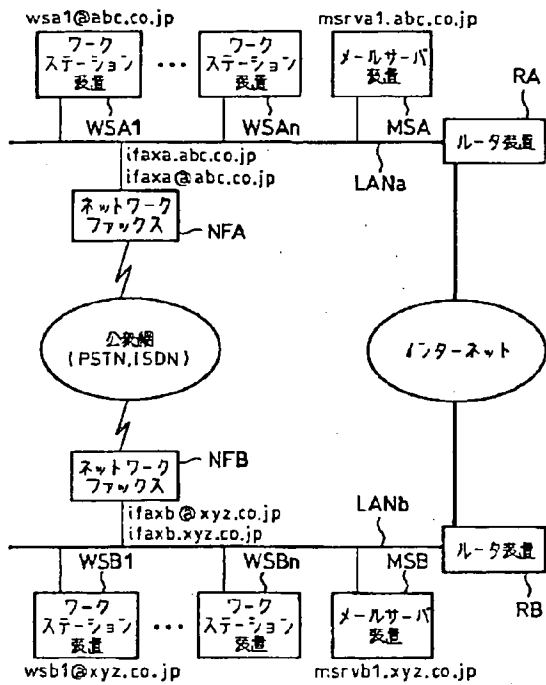 wsa1@abc.co.jp
msrva1.abc.co.jp
ワーク
ステーション
装置
・・・
ワーク
ステーション
装置
メールサーバ
装置
RA
WSA1
WSAn
MSA
ルータ装置
ifaxa.abc.co.jp
ifaxa@abc.co.jp
LANa
ネットワーク
ファックス
NFA
公衆網
(PSTN,ISDN)
インターネット
ネットワーク
ファックス
NFB
ifaxb@xyz.co.jp
ifaxb.xyz.co.jp
LANb
WSB1
WSBn
MSB
ルータ装置
RB
ワーク
ステーション
装置
・・・
ワーク
ステーション
装置
メールサーバ
装置
wsb1@xyz.co.jp
msrvb1.xyz.co.jp